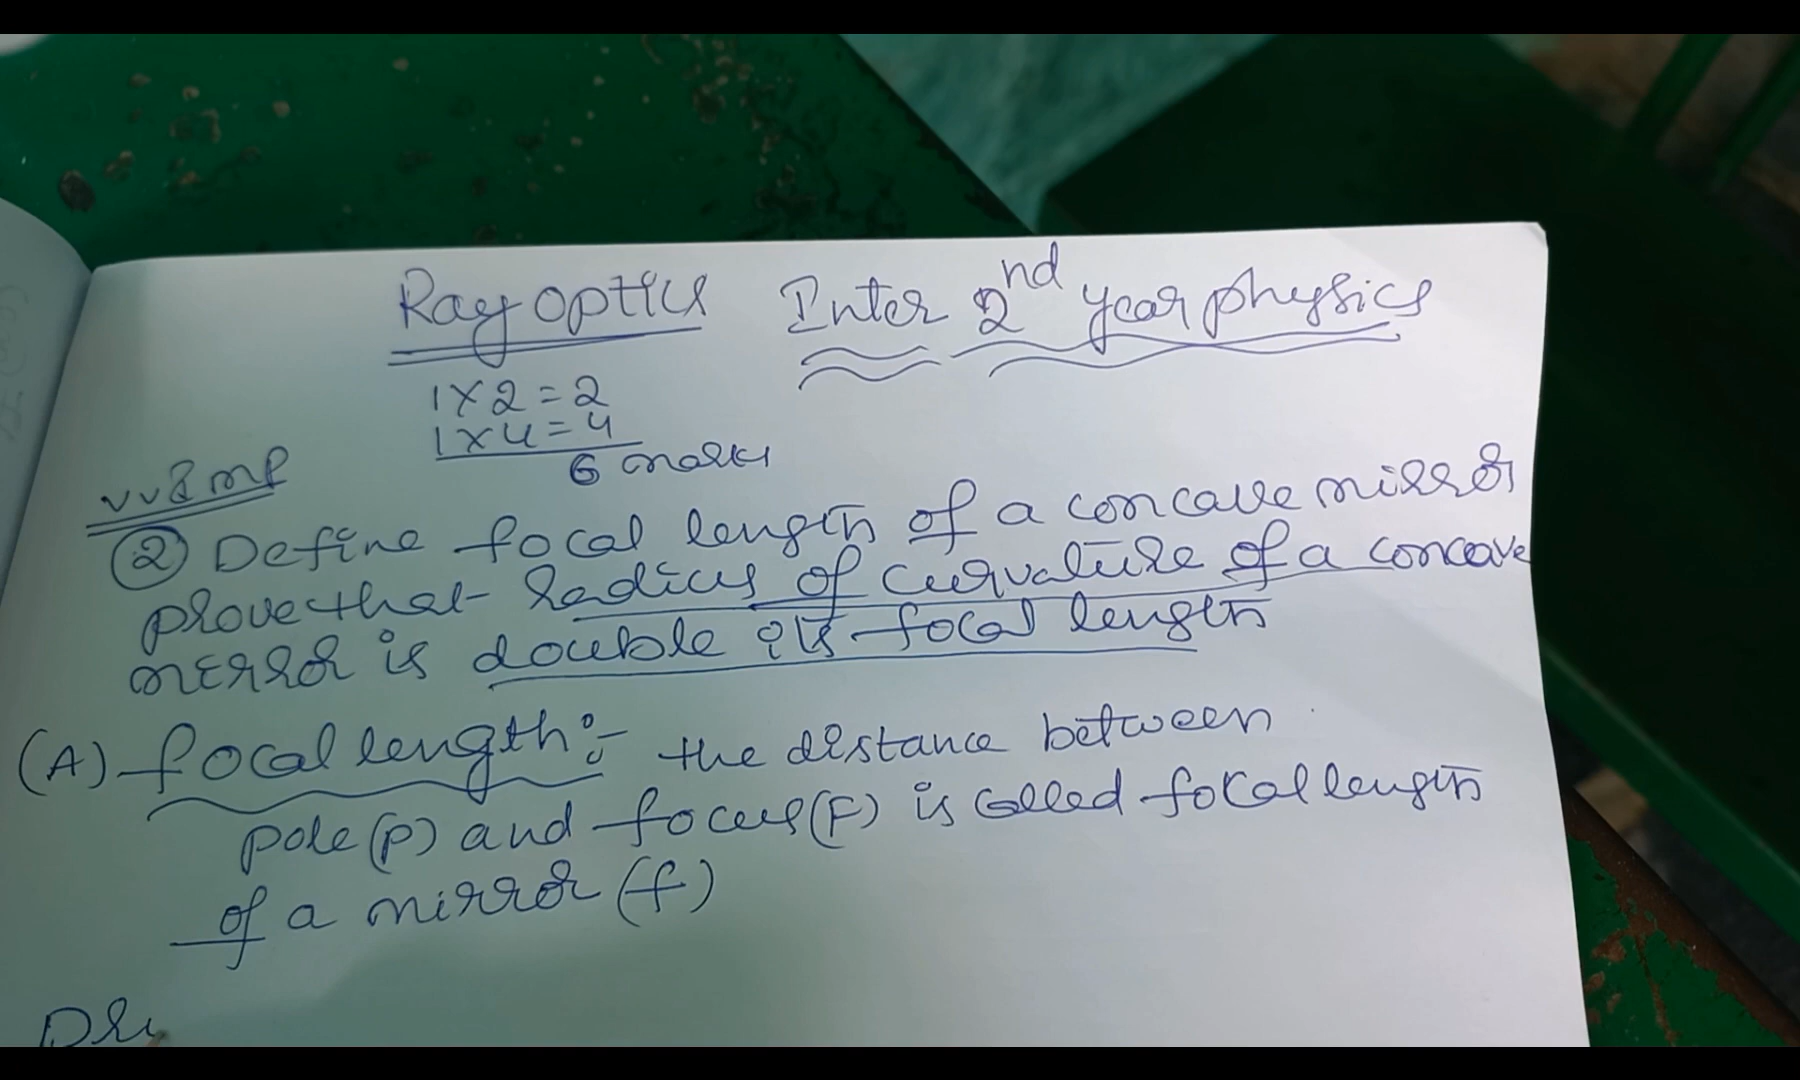 Ray optics Inter 2nd year physics
1 x 2 = 2
1 x 4 = 4
6 marks
vv Imp
(2) Define focal length of a concave mirror
prove that radius of curvature of a concave
mirror is double its focal length
(A) focal length :- the distance between
pole (p) and focus (F) is called focal length
of a mirror (f)